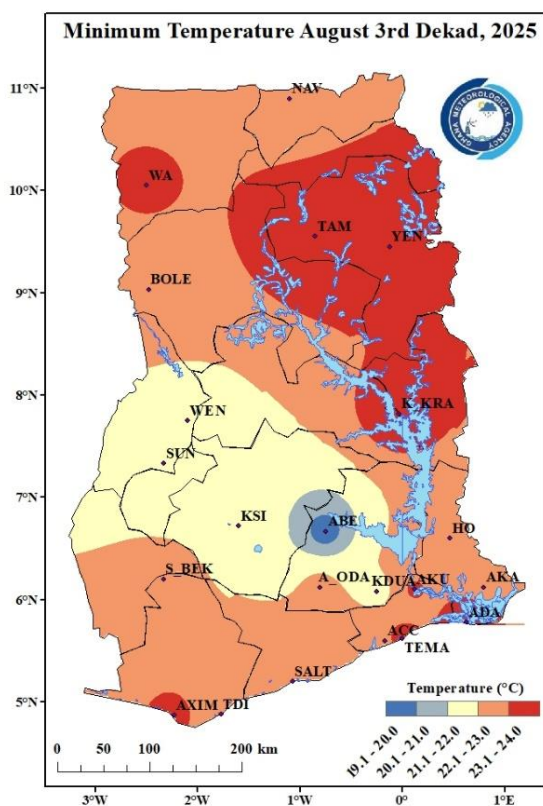 Minimum Temperature August 3rd Dekad, 2025
GHANA METEOROLOGICAL AGENCY
11°N
10°N
9°N
8°N
7°N
6°N
5°N
NAV
WA
TAM
YEN
BOLE
K_KRA
WEN
SUN
KSI
ABE
HO
S_BEK
A_ODA
KDUA
AKU
AKA
ADA
ACC
TEMA
SALT
AXIM
TDI
Temperature (°C)
19.1 - 20.0
20.1 - 21.0
21.1 - 22.0
22.1 - 23.0
23.1 - 24.0
0 50 100 200 km
3°W
2°W
1°W
0°
1°E